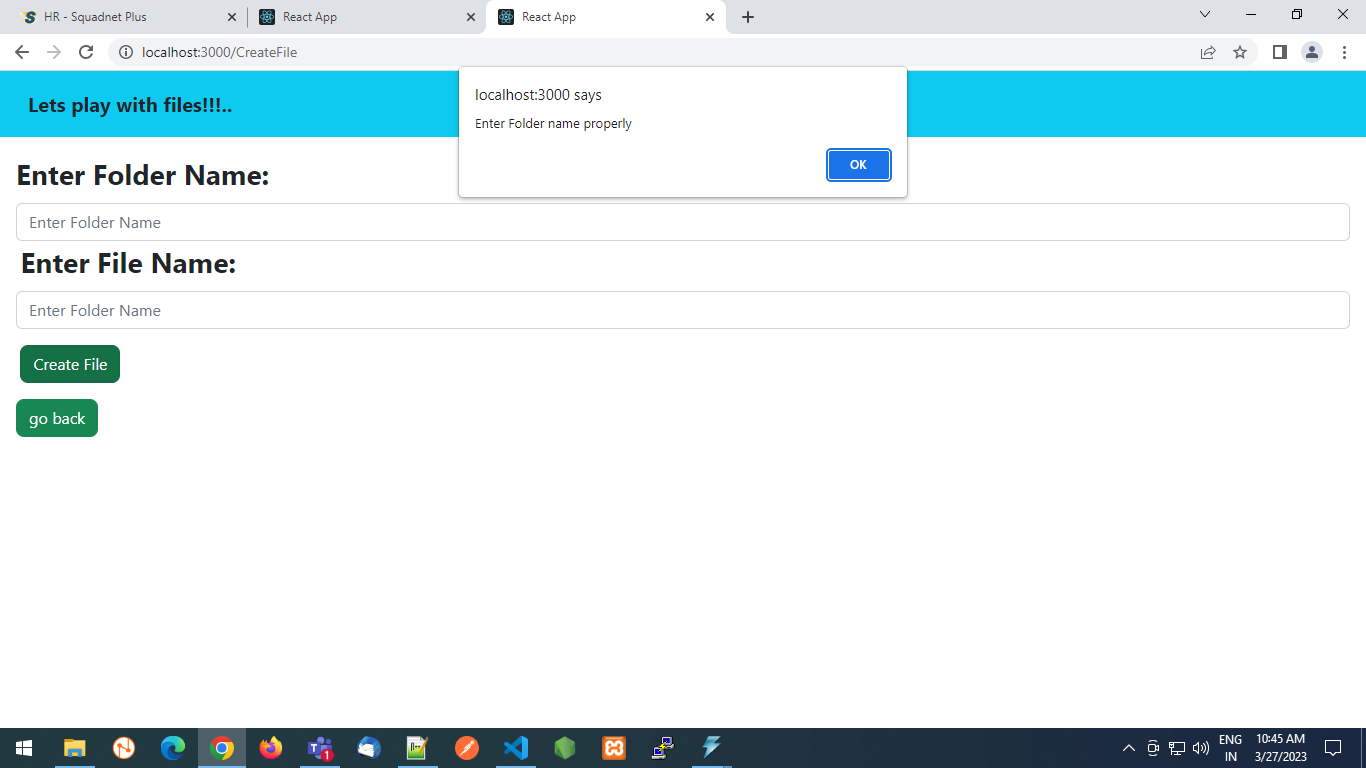 HR - Squadnet Plus
React App
React App
localhost:3000/CreateFile
Lets play with files!!!..
localhost:3000 says
Enter Folder name properly
OK
Enter Folder Name:
Enter Folder Name
Enter File Name:
Enter Folder Name
Create File
go back
1
ENG
IN
10:45 AM
3/27/2023